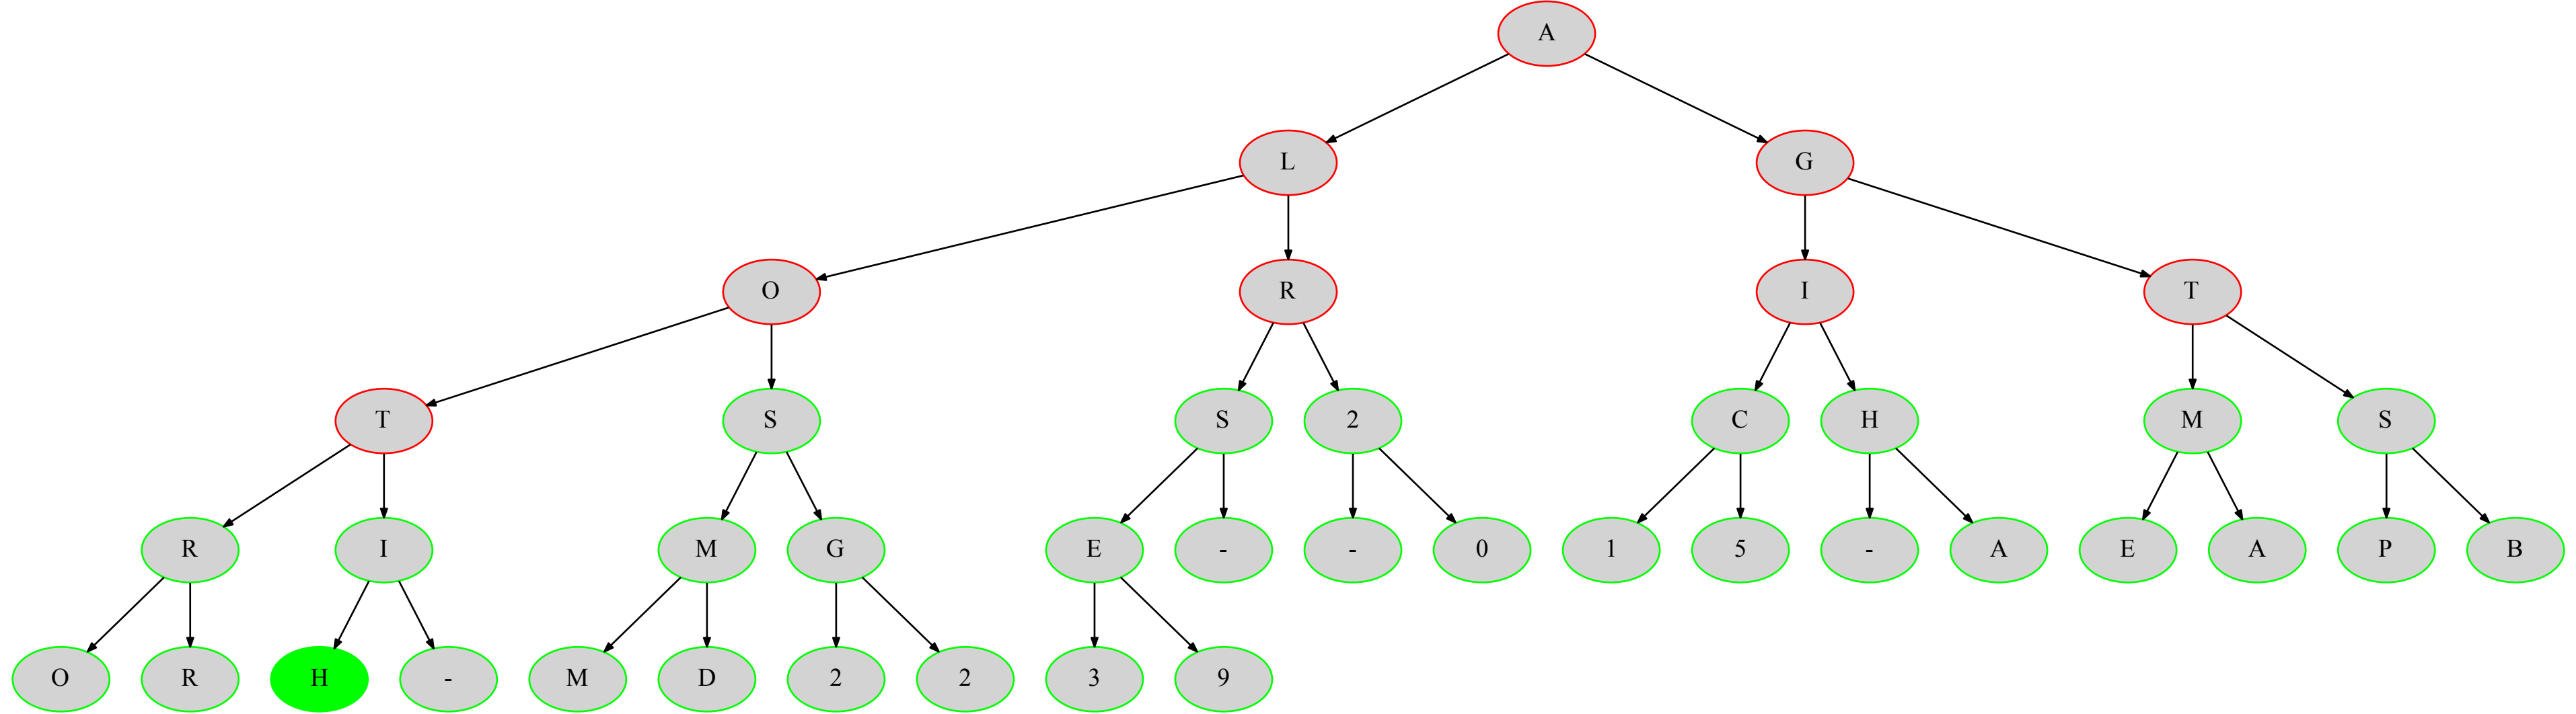 A
L G
O R I T
T S S 2 C H M S
R I M G E - - 0 1 5 - A E A P B
O R H - M D 2 2 3 9